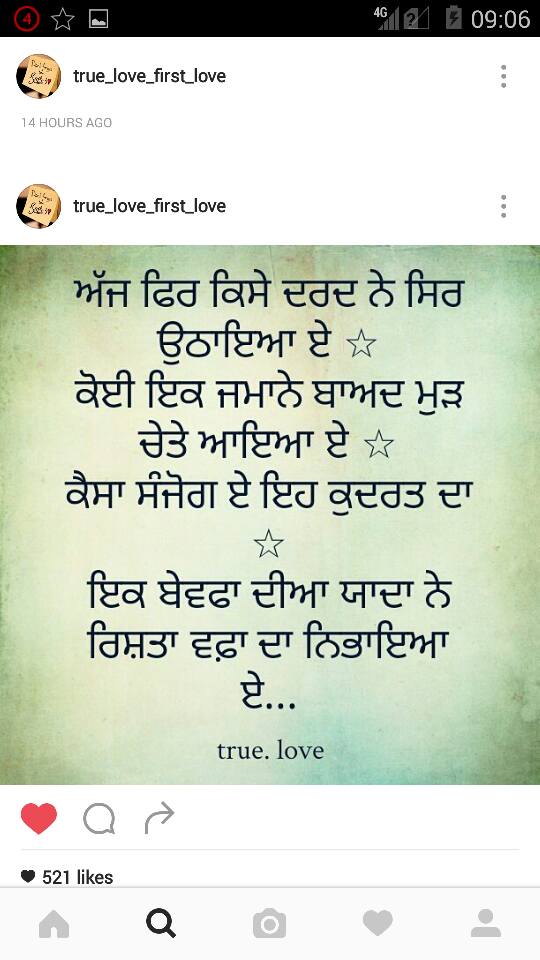 4
4G
09:06
true_love_first_love
14 HOURS AGO
true_love_first_love
ਅੱਜ ਫਿਰ ਕਿਸੇ ਦਰਦ ਨੇ ਸਿਰ
ਉਠਾਇਆ ਏ ☆
ਕੋਈ ਇਕ ਜਮਾਨੇ ਬਾਅਦ ਮੁੜ
ਚੇਤੇ ਆਇਆ ਏ ☆
ਕੈਸਾ ਸੰਜੋਗ ਏ ਇਹ ਕੁਦਰਤ ਦਾ
☆
ਇਕ ਬੇਵਫਾ ਦੀਆ ਯਾਦਾ ਨੇ
ਰਿਸ਼ਤਾ ਵਫ਼ਾ ਦਾ ਨਿਭਾਇਆ
ਏ...
true. love
521 likes